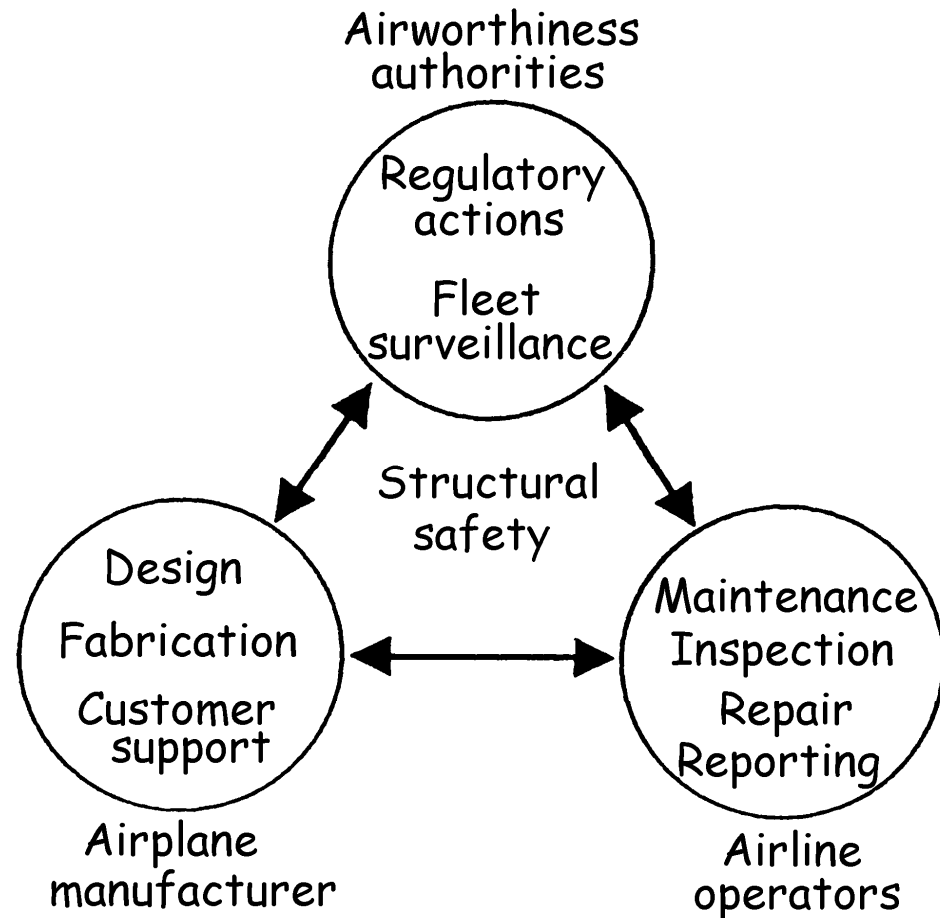 Airworthiness
authorities
Regulatory
actions
Fleet
surveillance
Structural
safety
Design
Fabrication
Customer
support
Airplane
manufacturer
Maintenance
Inspection
Repair
Reporting
Airline
operators